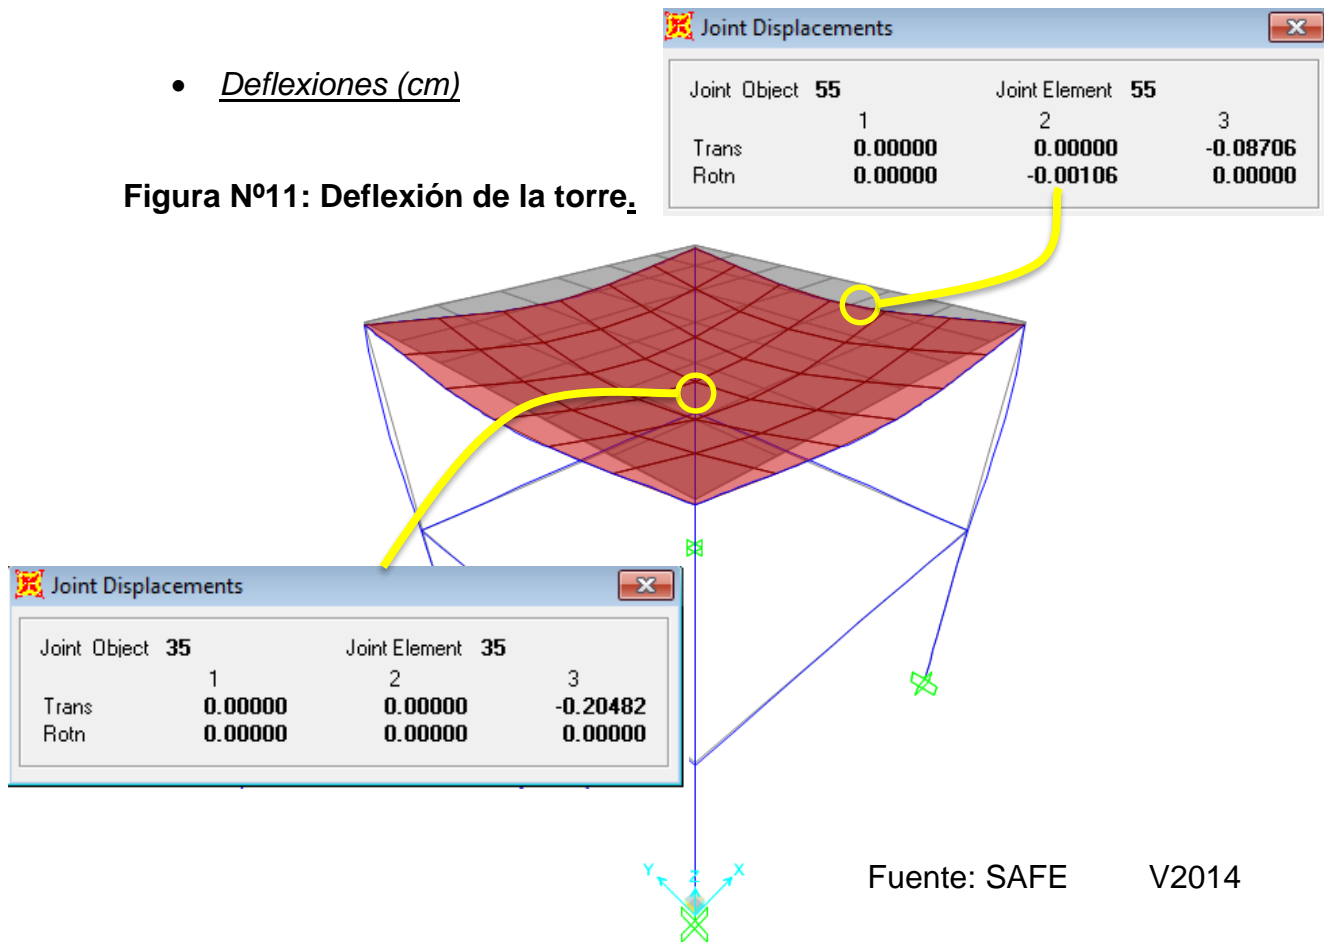 • Deflexiones (cm)
Figura Nº11: Deflexión de la torre.
Joint Displacements
Joint Object 55 Joint Element 55
1 2 3
Trans 0.00000 0.00000 -0.08706
Rotn 0.00000 -0.00106 0.00000
Joint Displacements
Joint Object 35 Joint Element 35
1 2 3
Trans 0.00000 0.00000 -0.20482
Rotn 0.00000 0.00000 0.00000
Y Z X
Fuente: SAFE V2014